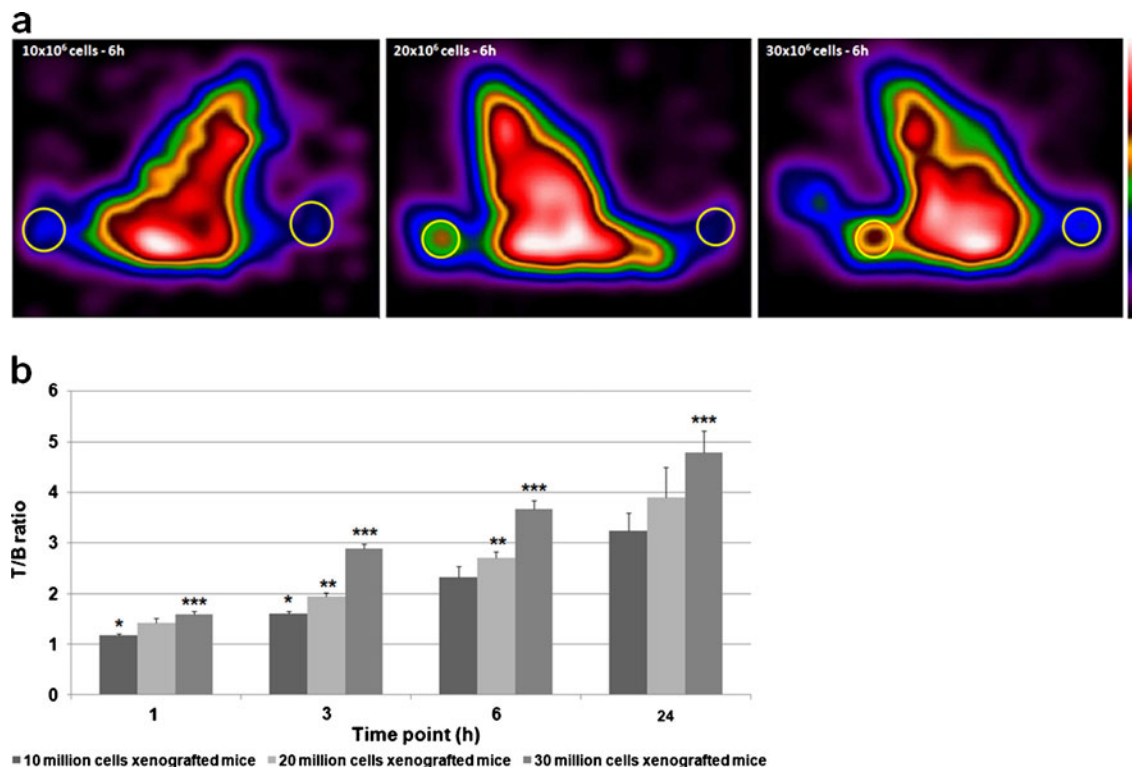 a
10x10⁶ cells - 6h
20x10⁶ cells - 6h
30x10⁶ cells - 6h
b
T/B ratio
6
5
4
3
2
1
0
*
***
*
**
***
**
***
***
1
3
6
24
Time point (h)
10 million cells xenografted mice
20 million cells xenografted mice
30 million cells xenografted mice